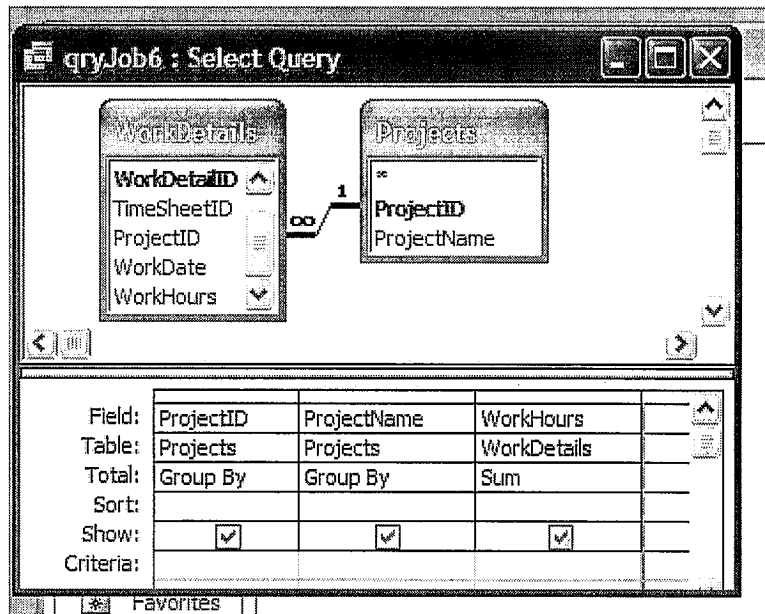 qryJob6 : Select Query
WorkDetails
WorkDetailID
TimeSheetID
ProjectID
WorkDate
WorkHours
∞
1
Projects
*
ProjectID
ProjectName
Field: ProjectID ProjectName WorkHours
Table: Projects Projects WorkDetails
Total: Group By Group By Sum
Sort:
Show:
Criteria:
Favorites